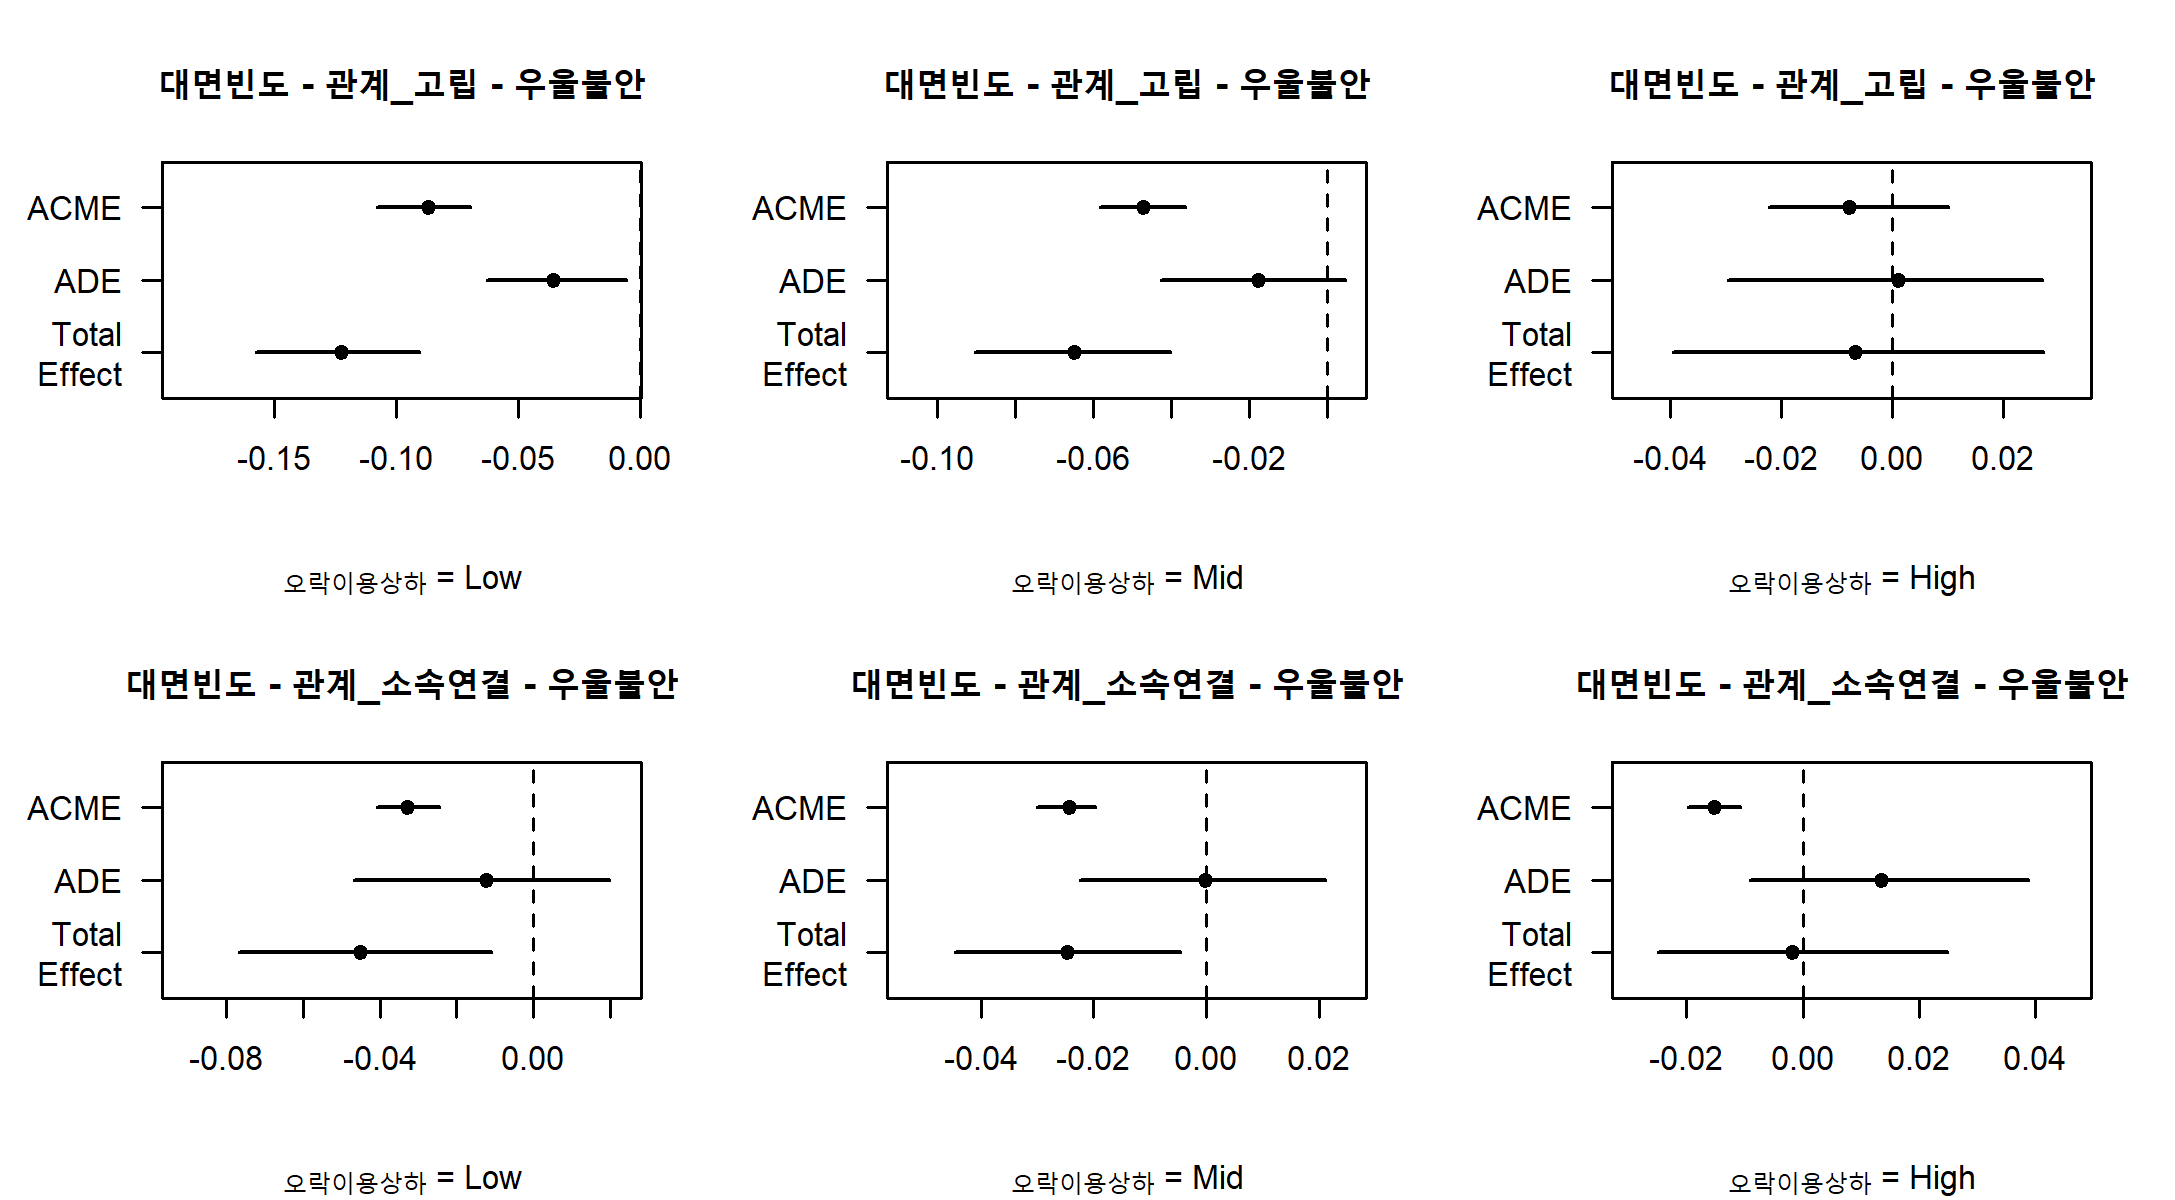 대면빈도 - 관계_고립 - 우울불안
ACME
ADE
Total
Effect
-0.15 -0.10 -0.05 0.00
오락이용상하 = Low
대면빈도 - 관계_고립 - 우울불안
ACME
ADE
Total
Effect
-0.10 -0.06 -0.02
오락이용상하 = Mid
대면빈도 - 관계_고립 - 우울불안
ACME
ADE
Total
Effect
-0.04 -0.02 0.00 0.02
오락이용상하 = High
대면빈도 - 관계_소속연결 - 우울불안
ACME
ADE
Total
Effect
-0.08 -0.04 0.00
오락이용상하 = Low
대면빈도 - 관계_소속연결 - 우울불안
ACME
ADE
Total
Effect
-0.04 -0.02 0.00 0.02
오락이용상하 = Mid
대면빈도 - 관계_소속연결 - 우울불안
ACME
ADE
Total
Effect
-0.02 0.00 0.02 0.04
오락이용상하 = High